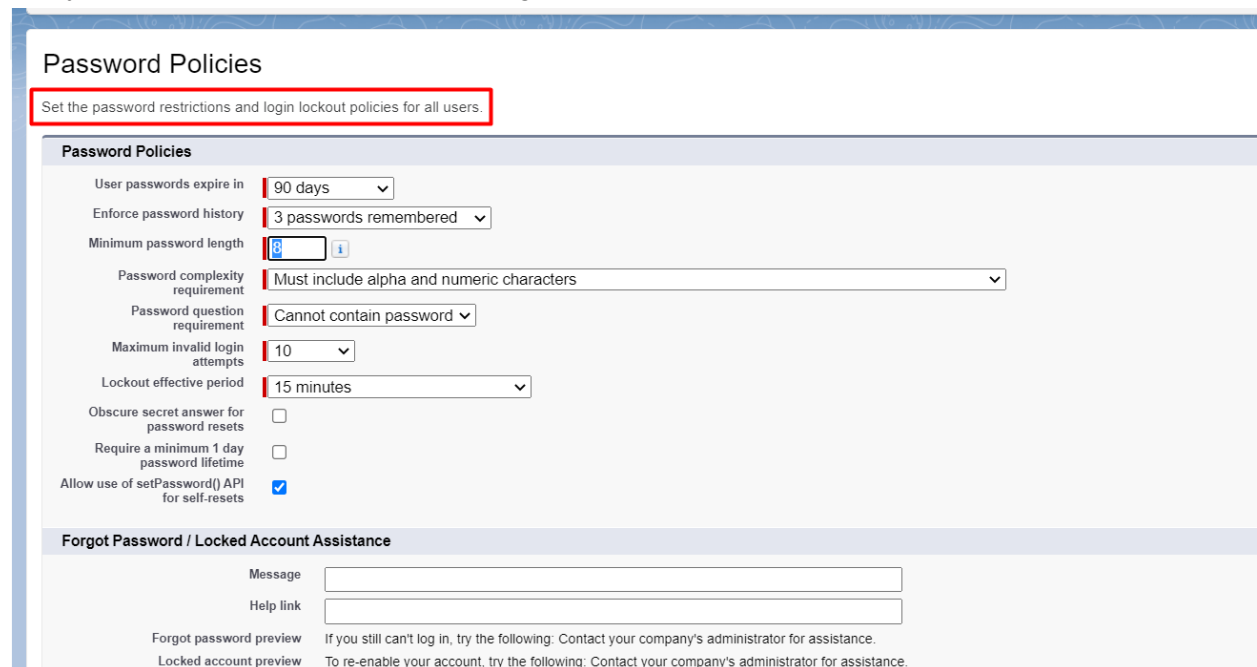 Password Policies
Set the password restrictions and login lockout policies for all users.
Password Policies
User passwords expire in 90 days
Enforce password history 3 passwords remembered
Minimum password length 8 i
Password complexity
requirement Must include alpha and numeric characters
Password question
requirement Cannot contain password
Maximum invalid login
attempts 10
Lockout effective period 15 minutes
Obscure secret answer for
password resets
Require a minimum 1 day
password lifetime
Allow use of setPassword() API
for self-resets
Forgot Password / Locked Account Assistance
Message
Help link
Forgot password preview If you still can't log in, try the following: Contact your company's administrator for assistance.
Locked account preview To re-enable your account, try the following: Contact your company's administrator for assistance.